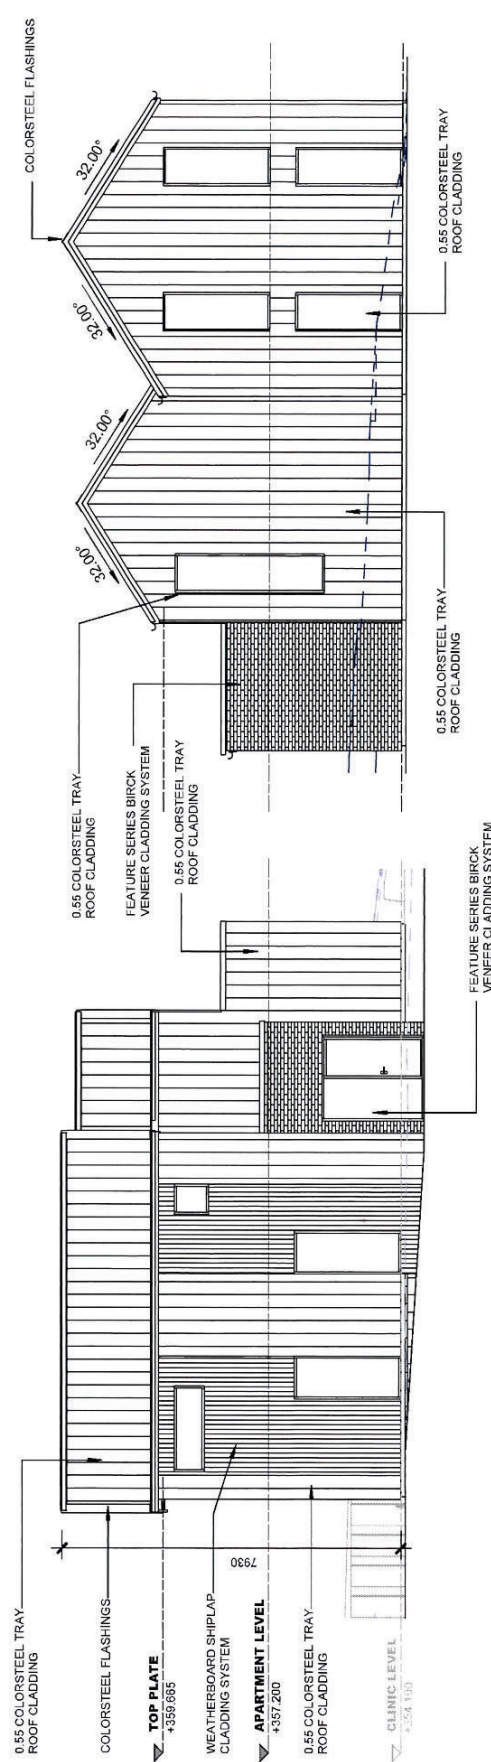 0.55 COLORSTEEL TRAY
ROOF CLADDING
COLORSTEEL FLASHINGS
TOP PLATE
+359.665
WEATHERBOARD SHIPLAP
CLADDING SYSTEM
APARTMENT LEVEL
+357.200
0.55 COLORSTEEL TRAY
ROOF CLADDING
CLINIC LEVEL
+354.100
7930
0.55 COLORSTEEL TRAY
ROOF CLADDING
FEATURE SERIES BIRCK
VENEER CLADDING SYSTEM
0.55 COLORSTEEL TRAY
ROOF CLADDING
FEATURE SERIES BIRCK
VENEER CLADDING SYSTEM
32.00°
32.00°
32.00°
32.00°
COLORSTEEL FLASHINGS
0.55 COLORSTEEL TRAY
ROOF CLADDING
0.55 COLORSTEEL TRAY
ROOF CLADDING